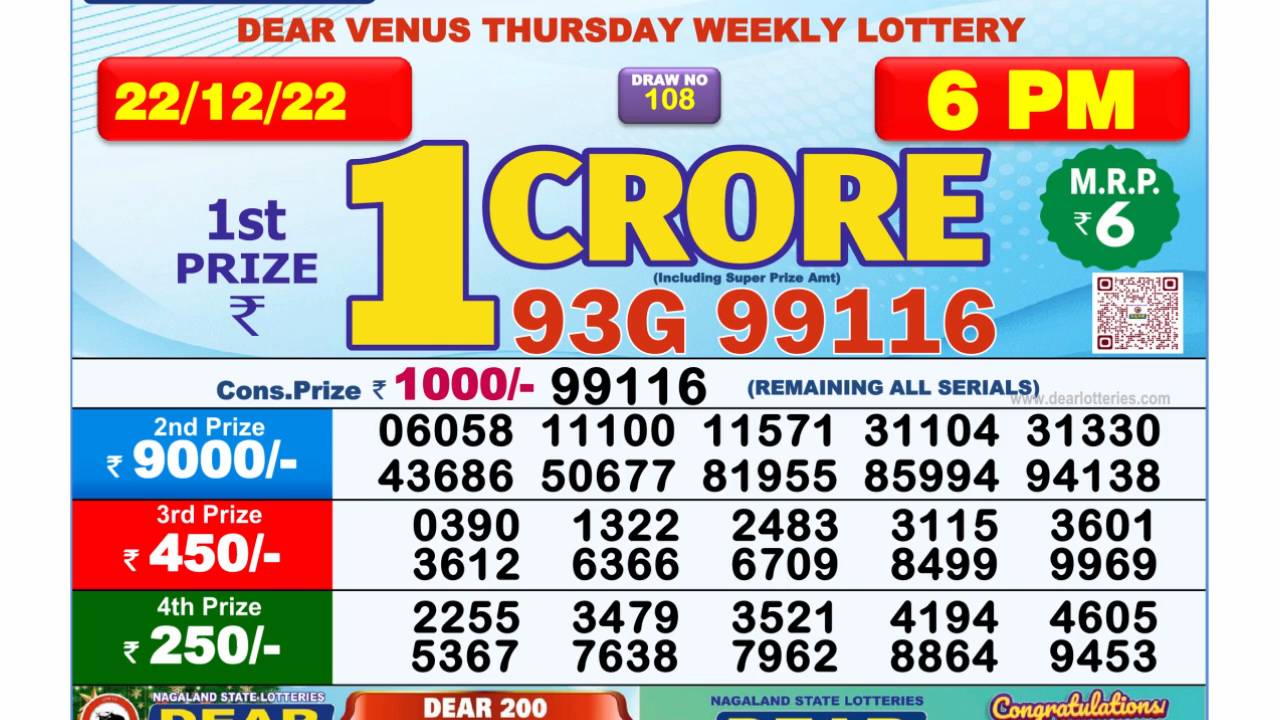 DEAR VENUS THURSDAY WEEKLY LOTTERY
22/12/22
DRAW NO
108
6 PM
1st
PRIZE
₹
1 CRORE
(Including Super Prize Amt)
93G 99116
M.R.P.
₹6
Cons.Prize ₹ 1000/- 99116 (REMAINING ALL SERIALS)
www.dearlotteries.com
2nd Prize
₹ 9000/-
06058 11100 11571 31104 31330
43686 50677 81955 85994 94138
3rd Prize
₹ 450/-
0390 1322 2483 3115 3601
3612 6366 6709 8499 9969
4th Prize
₹ 250/-
2255 3479 3521 4194 4605
5367 7638 7962 8864 9453
NAGALAND STATE LOTTERIES
DEAR
DEAR 200
NAGALAND STATE LOTTERIES
DEAR
Congratulations!